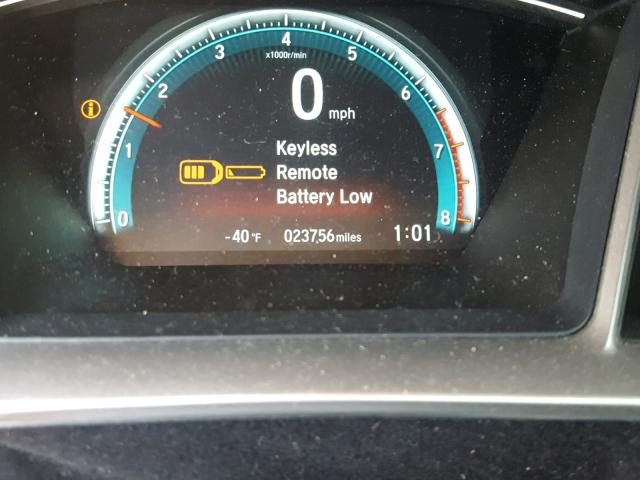 4
3 5
x1000r/min
2 0 6
mph
i
1 Keyless 7
Remote
Battery Low
0 8
-40 °F 023756 miles 1:01